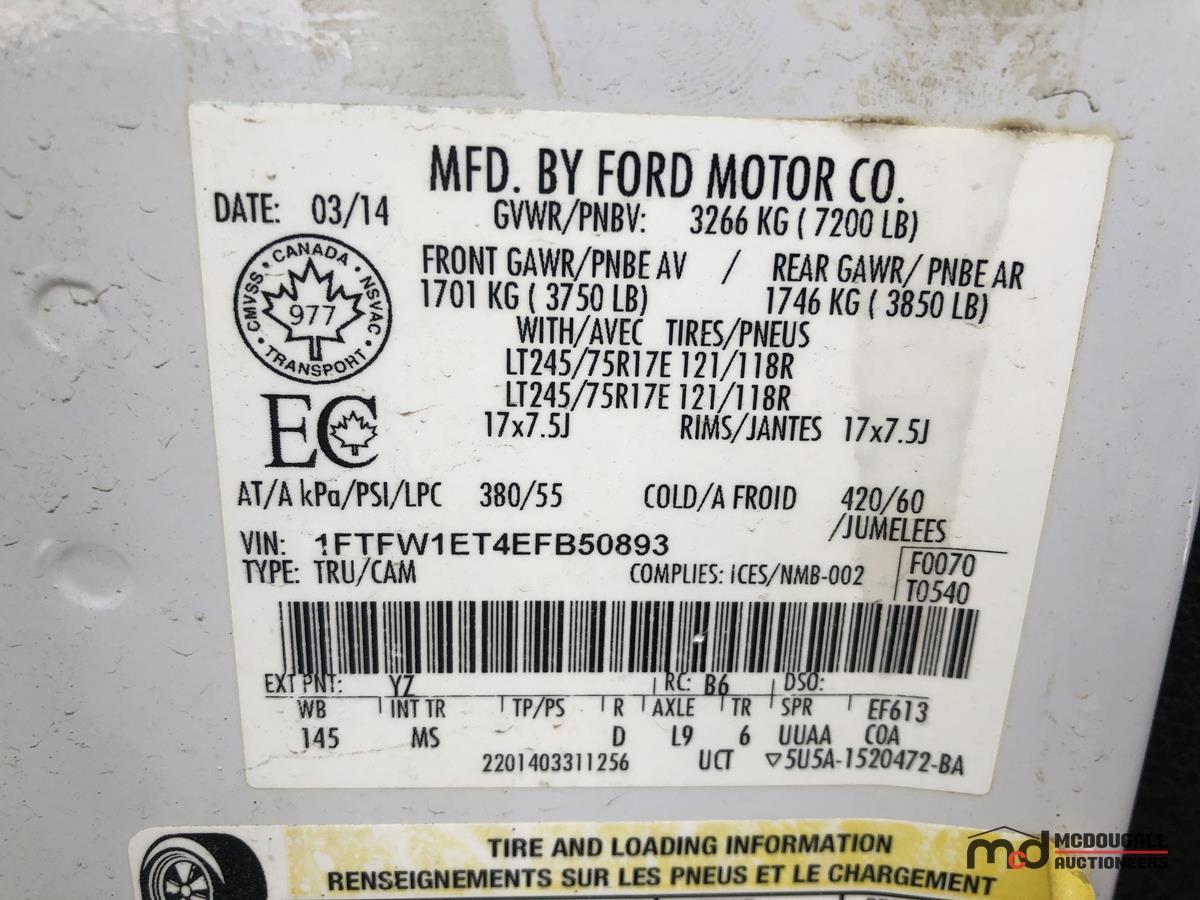 MFD. BY FORD MOTOR CO.
DATE: 03/14
GVWR/PNBV: 3266 KG ( 7200 LB)
FRONT GAWR/PNBE AV / REAR GAWR/ PNBE AR
1701 KG ( 3750 LB) 1746 KG ( 3850 LB)
WITH/AVEC TIRES/PNEUS
LT245/75R17E 121/118R
LT245/75R17E 121/118R
17x7.5J RIMS/JANTES 17x7.5J
CMVSS • CANADA • NSVAC • TRANSPORT •
977
EC
AT/A kPa/PSI/LPC 380/55 COLD/A FROID 420/60
/JUMELEES
VIN: 1FTFW1ET4EFB50893
TYPE: TRU/CAM COMPLIES: ICES/NMB-002
F0070
T0540
EXT PNT: YZ RC: B6 DSO:
WB INT TR TP/PS R AXLE TR SPR EF613
145 MS D L9 6 UUAA COA
2201403311256 UCT ▽5U5A-1520472-BA
TIRE AND LOADING INFORMATION
RENSEIGNEMENTS SUR LES PNEUS ET LE CHARGEMENT
mcd MCDOUGALL
AUCTIONEERS